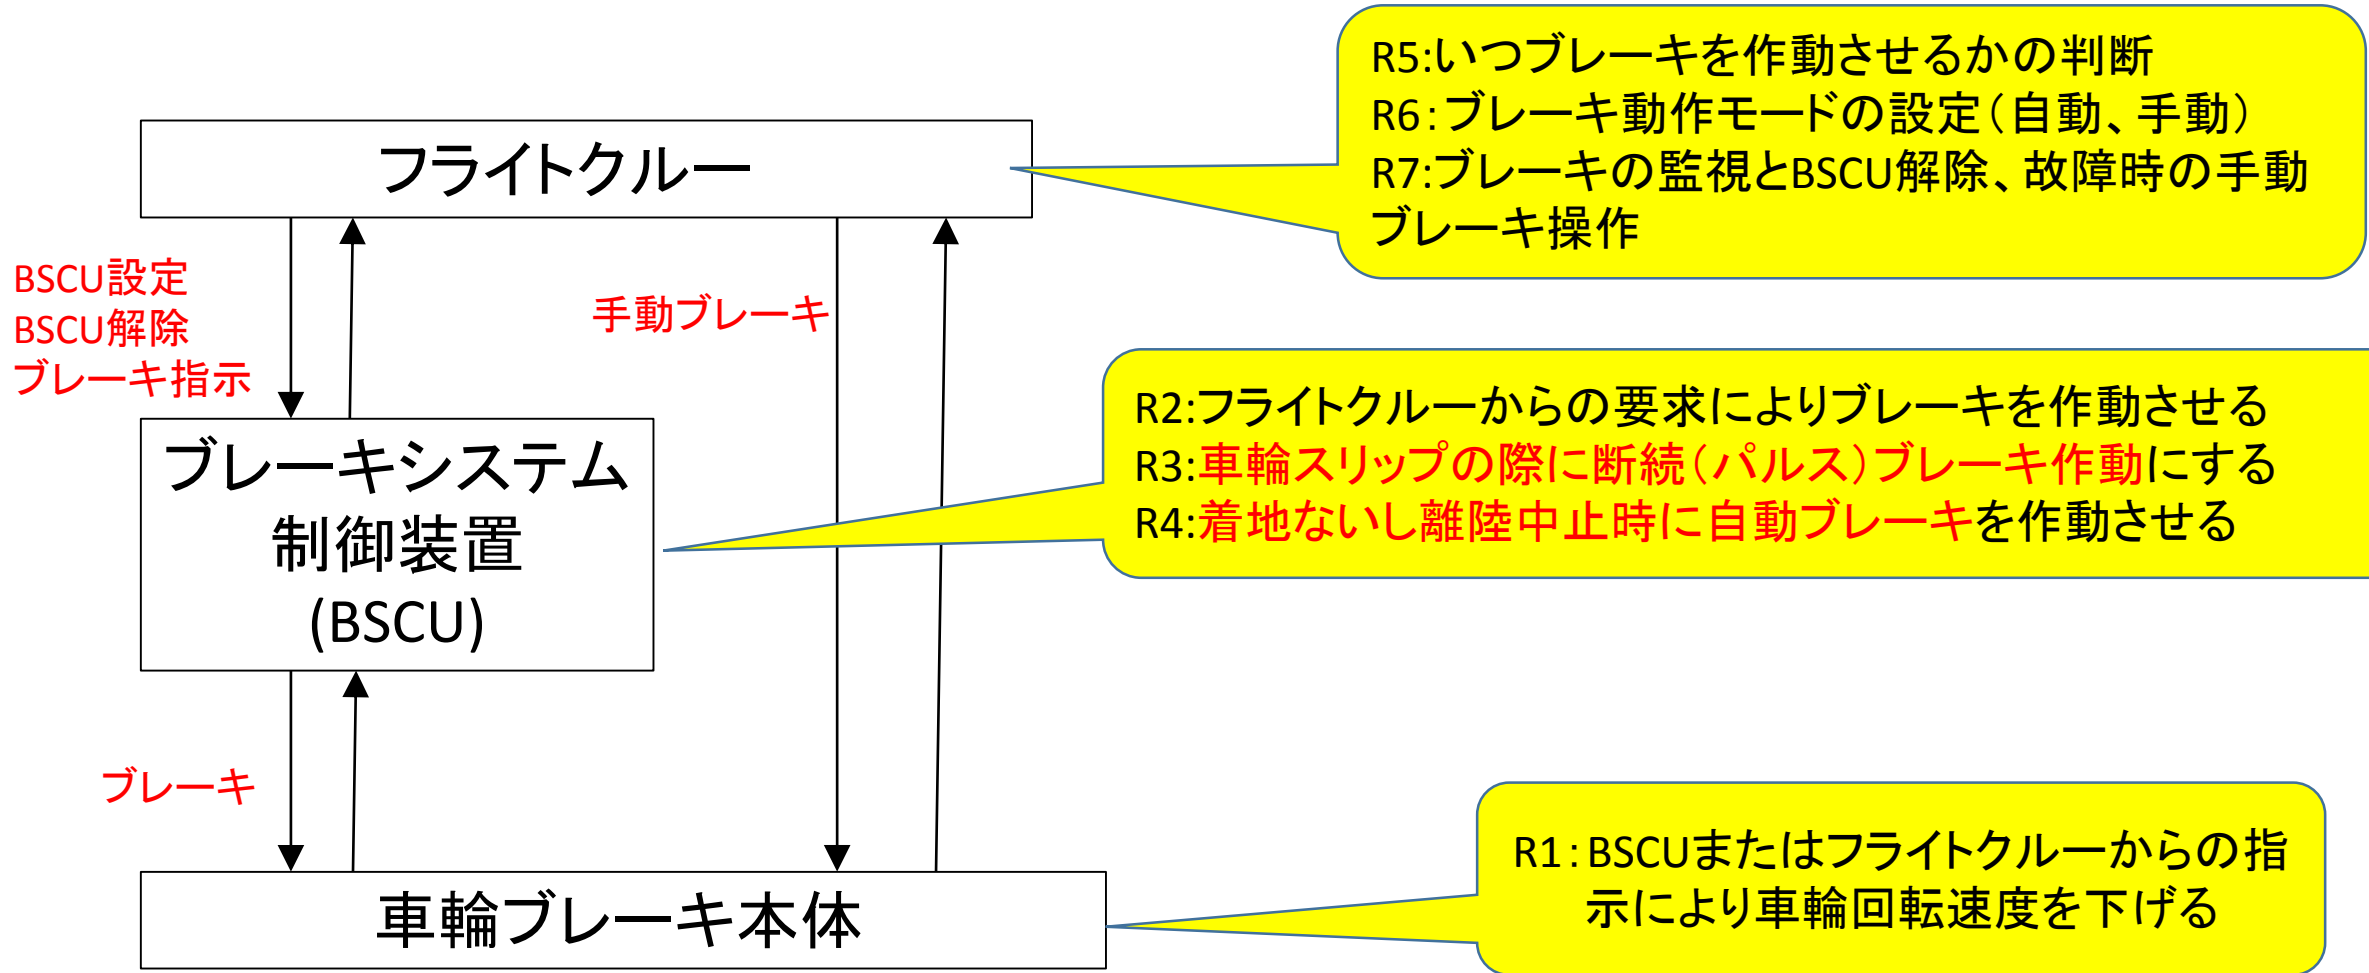 R5:いつブレーキを作動させるかの判断
R6：ブレーキ動作モードの設定（自動、手動）
R7:ブレーキの監視とBSCU解除、故障時の手動
ブレーキ操作
フライトクルー
BSCU設定
BSCU解除
ブレーキ指示
手動ブレーキ
R2:フライトクルーからの要求によりブレーキを作動させる
R3:車輪スリップの際に断続（パルス）ブレーキ作動にする
R4:着地ないし離陸中止時に自動ブレーキを作動させる
ブレーキシステム
制御装置
(BSCU)
ブレーキ
R1：BSCUまたはフライトクルーからの指
示により車輪回転速度を下げる
車輪ブレーキ本体